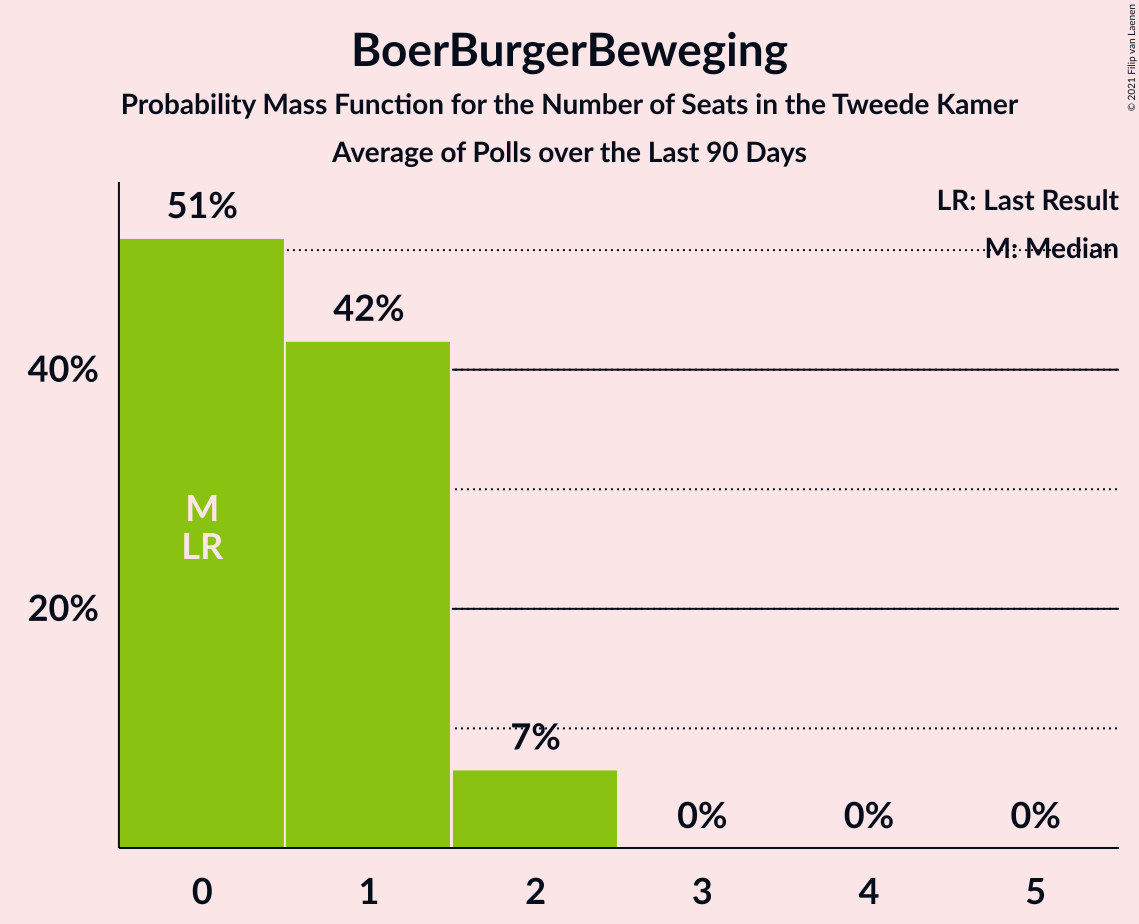 BoerBurgerBeweging
Probability Mass Function for the Number of Seats in the Tweede Kamer
Average of Polls over the Last 90 Days
© 2021 Filip van Laenen
LR: Last Result
M: Median
51%
42%
7%
0%
0%
0%
40%
20%
M
LR
0
1
2
3
4
5